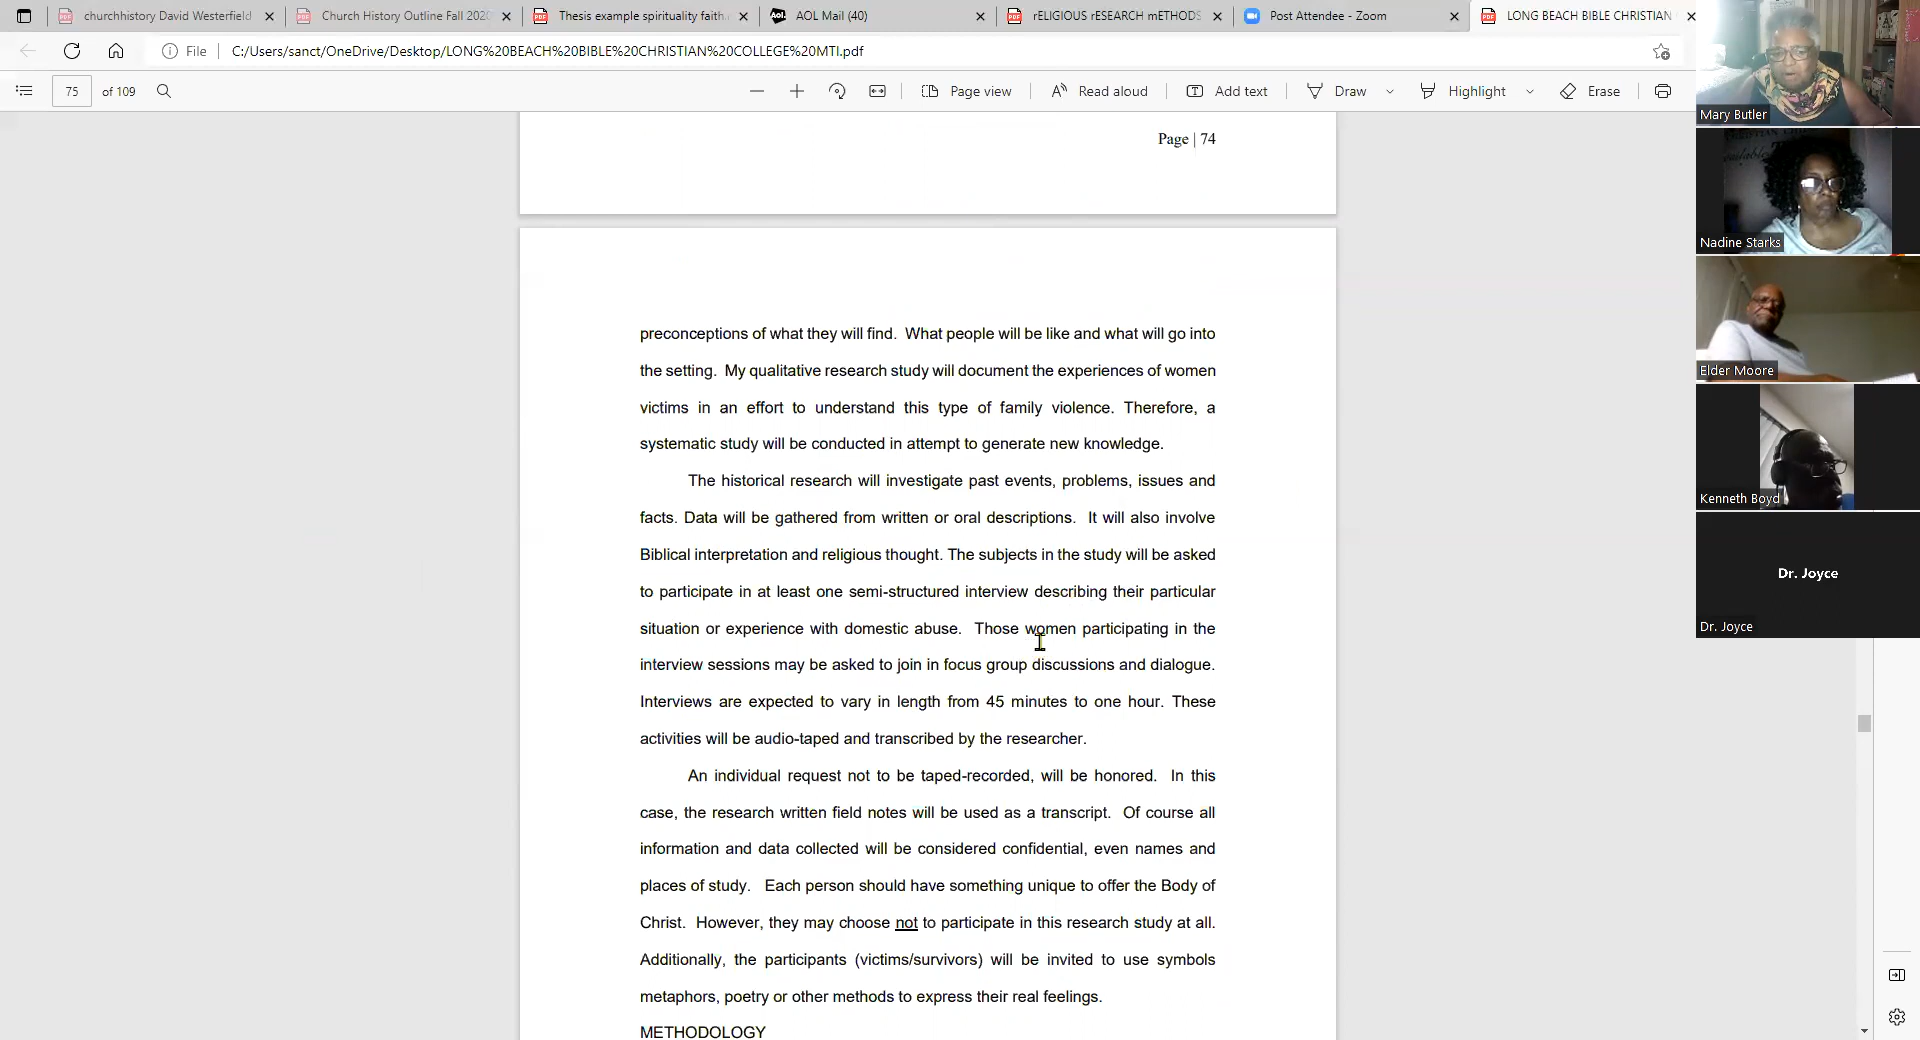 churchhistory David Westerfield
Church History Outline Fall 2020
Thesis example spirituality faith
AOL Mail (40)
rELIGIOUS rESEARCH mETHODS
Post Attendee - Zoom
LONG BEACH BIBLE CHRISTIAN
File
C:/Users/sanct/OneDrive/Desktop/LONG%20BEACH%20BIBLE%20CHRISTIAN%20COLLEGE%20MTI.pdf
75 of 109
Page view
Read aloud
Add text
Draw
Highlight
Erase
Page | 74
preconceptions of what they will find. What people will be like and what will go into
the setting. My qualitative research study will document the experiences of women
victims in an effort to understand this type of family violence. Therefore, a
systematic study will be conducted in attempt to generate new knowledge.
The historical research will investigate past events, problems, issues and
facts. Data will be gathered from written or oral descriptions. It will also involve
Biblical interpretation and religious thought. The subjects in the study will be asked
to participate in at least one semi-structured interview describing their particular
situation or experience with domestic abuse. Those women participating in the
interview sessions may be asked to join in focus group discussions and dialogue.
Interviews are expected to vary in length from 45 minutes to one hour. These
activities will be audio-taped and transcribed by the researcher.
An individual request not to be taped-recorded, will be honored. In this
case, the research written field notes will be used as a transcript. Of course all
information and data collected will be considered confidential, even names and
places of study. Each person should have something unique to offer the Body of
Christ. However, they may choose not to participate in this research study at all.
Additionally, the participants (victims/survivors) will be invited to use symbols
metaphors, poetry or other methods to express their real feelings.
METHODOLOGY
Mary Butler
Nadine Starks
Elder Moore
Kenneth Boyd
Dr. Joyce
Dr. Joyce